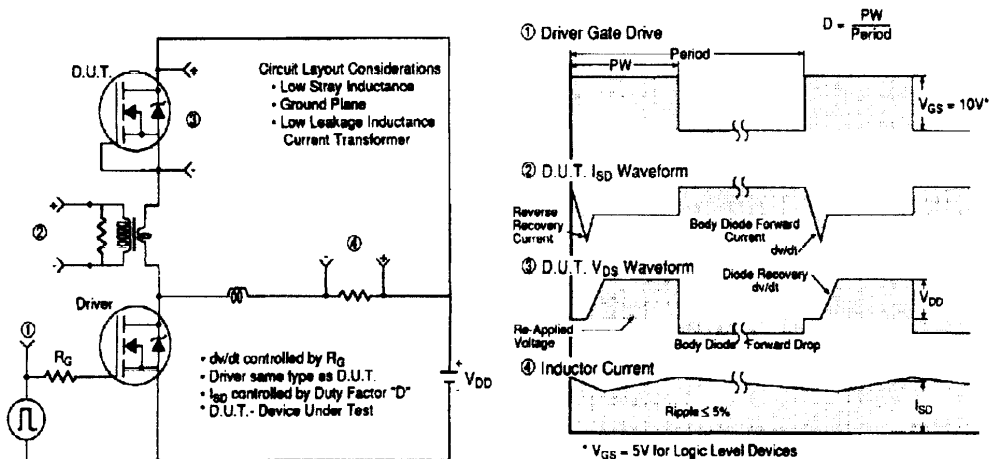 D.U.T.
+
③
-
Circuit Layout Considerations
• Low Stray Inductance
• Ground Plane
• Low Leakage Inductance
Current Transformer
+
②
-
④
-
+
Driver
①
R_G
• dv/dt controlled by R_G
• Driver same type as D.U.T.
• I_SD controlled by Duty Factor "D"
* D.U.T. - Device Under Test
+
V_DD
-
① Driver Gate Drive
D = PW
Period
Period
PW
V_GS = 10V*
② D.U.T. I_SD Waveform
Reverse
Recovery
Current
Body Diode Forward
Current
dv/dt
③ D.U.T. V_DS Waveform
Diode Recovery
dv/dt
V_DD
Re-Applied
Voltage
Body Diode Forward Drop
④ Inductor Current
I_SD
Ripple ≤ 5%
* V_GS = 5V for Logic Level Devices